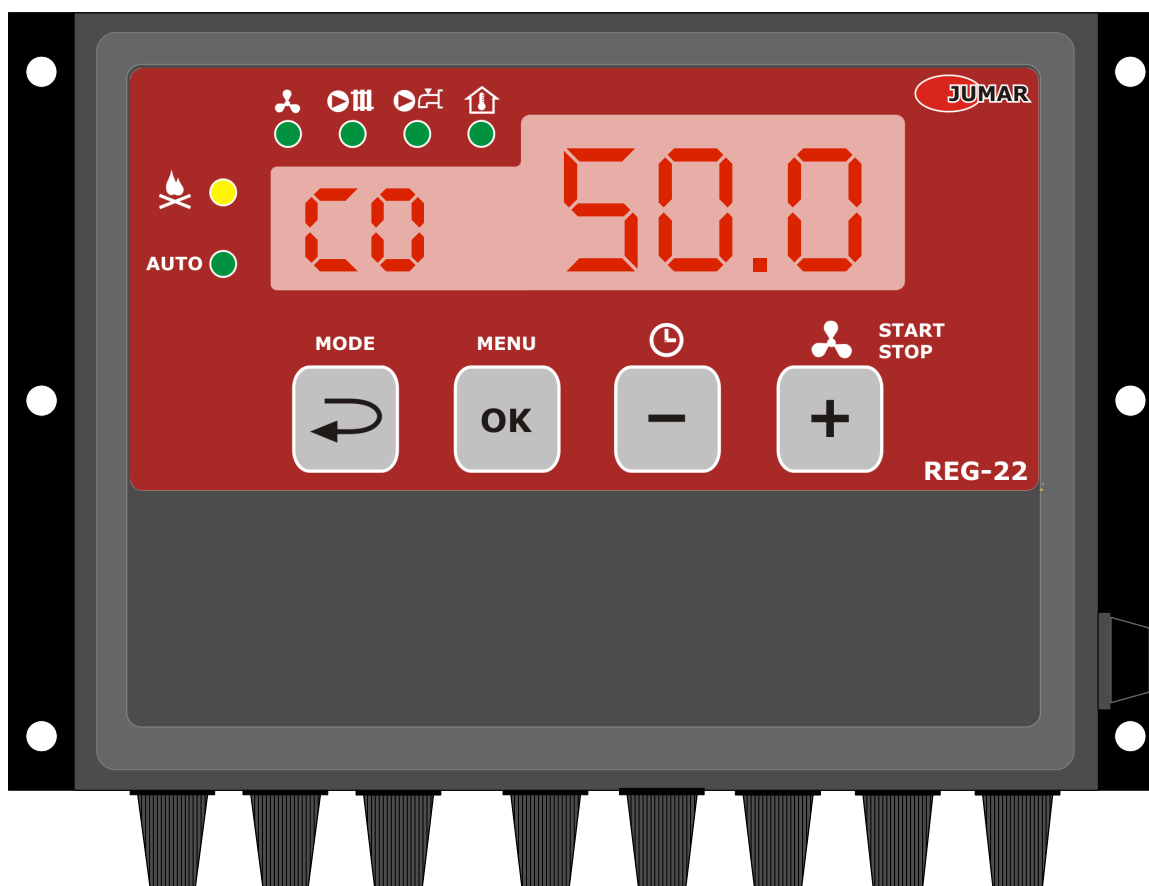 JUMAR
CO 50.0
AUTO
MODE
MENU
START
STOP
OK
-
+
REG-22